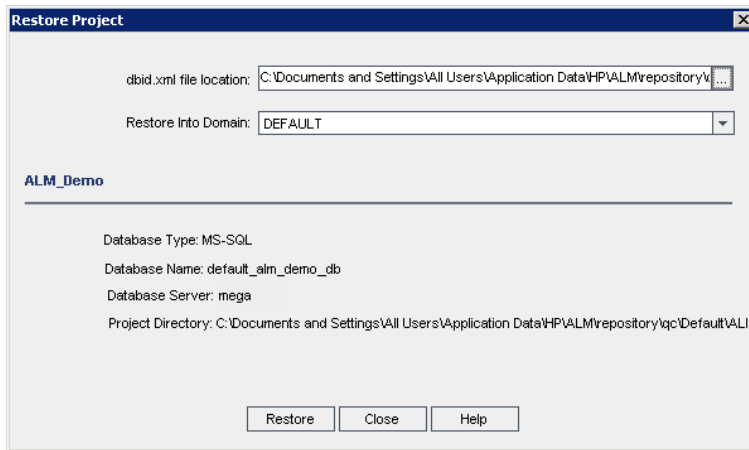 Restore Project
dbid.xml file location: C:\Documents and Settings\All Users\Application Data\HP\ALM\repository\ ...
Restore Into Domain: DEFAULT
ALM_Demo
Database Type: MS-SQL
Database Name: default_alm_demo_db
Database Server: mega
Project Directory: C:\Documents and Settings\All Users\Application Data\HP\ALM\repository\qc\Default\ALI
Restore Close Help